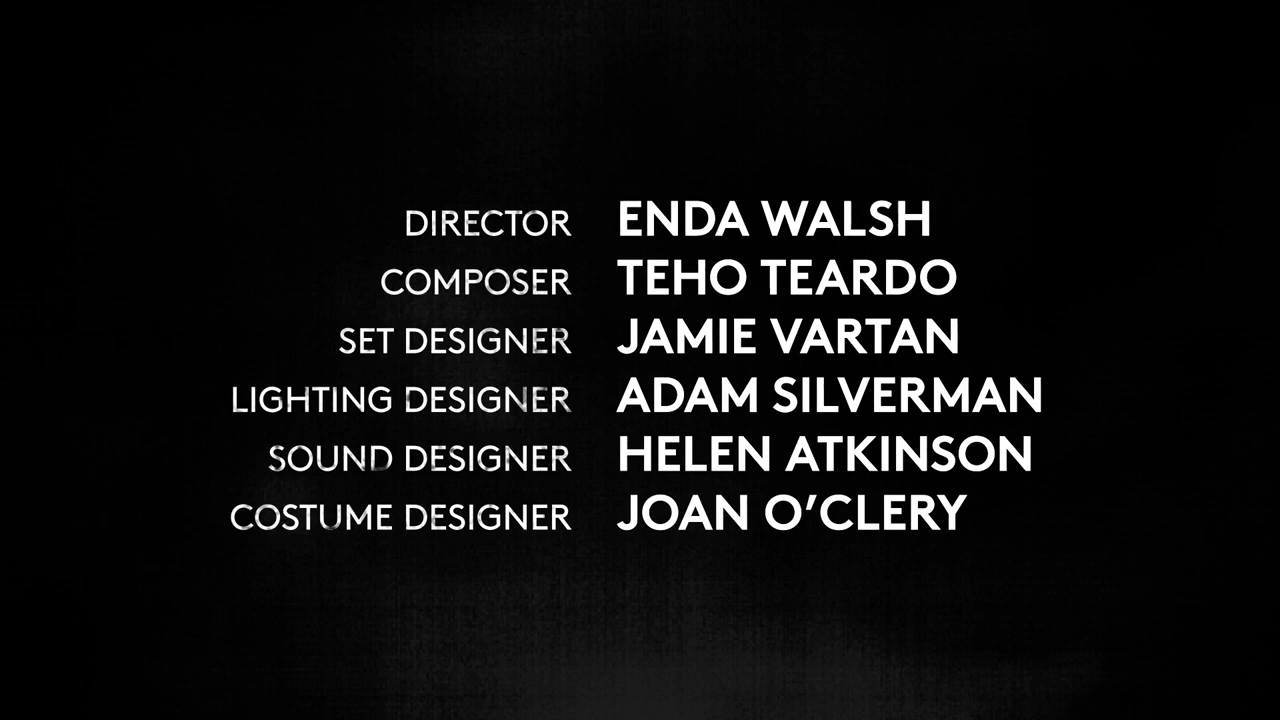 DIRECTOR ENDA WALSH
COMPOSER TEHO TEARDO
SET DESIGNER JAMIE VARTAN
LIGHTING DESIGNER ADAM SILVERMAN
SOUND DESIGNER HELEN ATKINSON
COSTUME DESIGNER JOAN O’CLERY